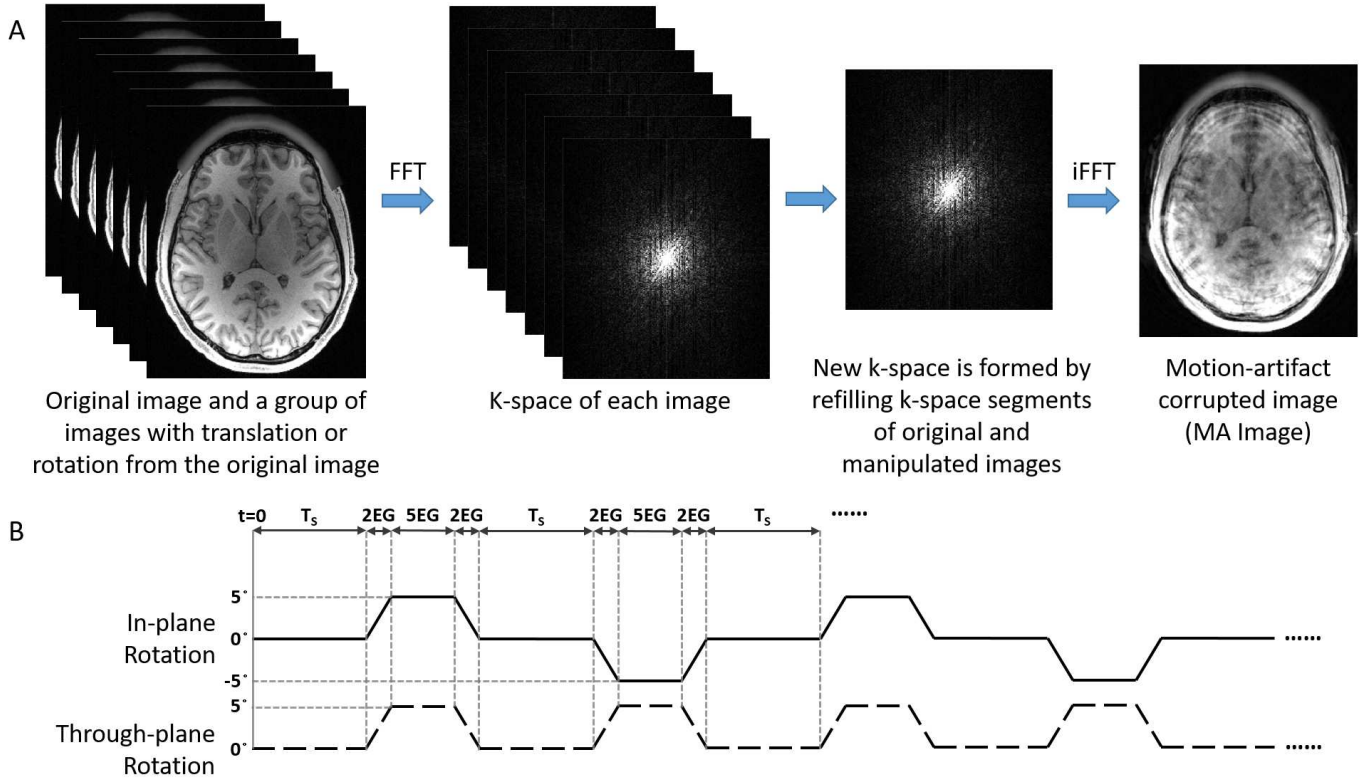 A
FFT
iFFT
Original image and a group of
images with translation or
rotation from the original image
K-space of each image
New k-space is formed by
refilling k-space segments
of original and
manipulated images
Motion-artifact
corrupted image
(MA Image)
B
t=0 Ts 2EG 5EG 2EG Ts 2EG 5EG 2EG Ts ......
5°
In-plane
Rotation
0°
-5°
......
5°
Through-plane
Rotation
0°
......